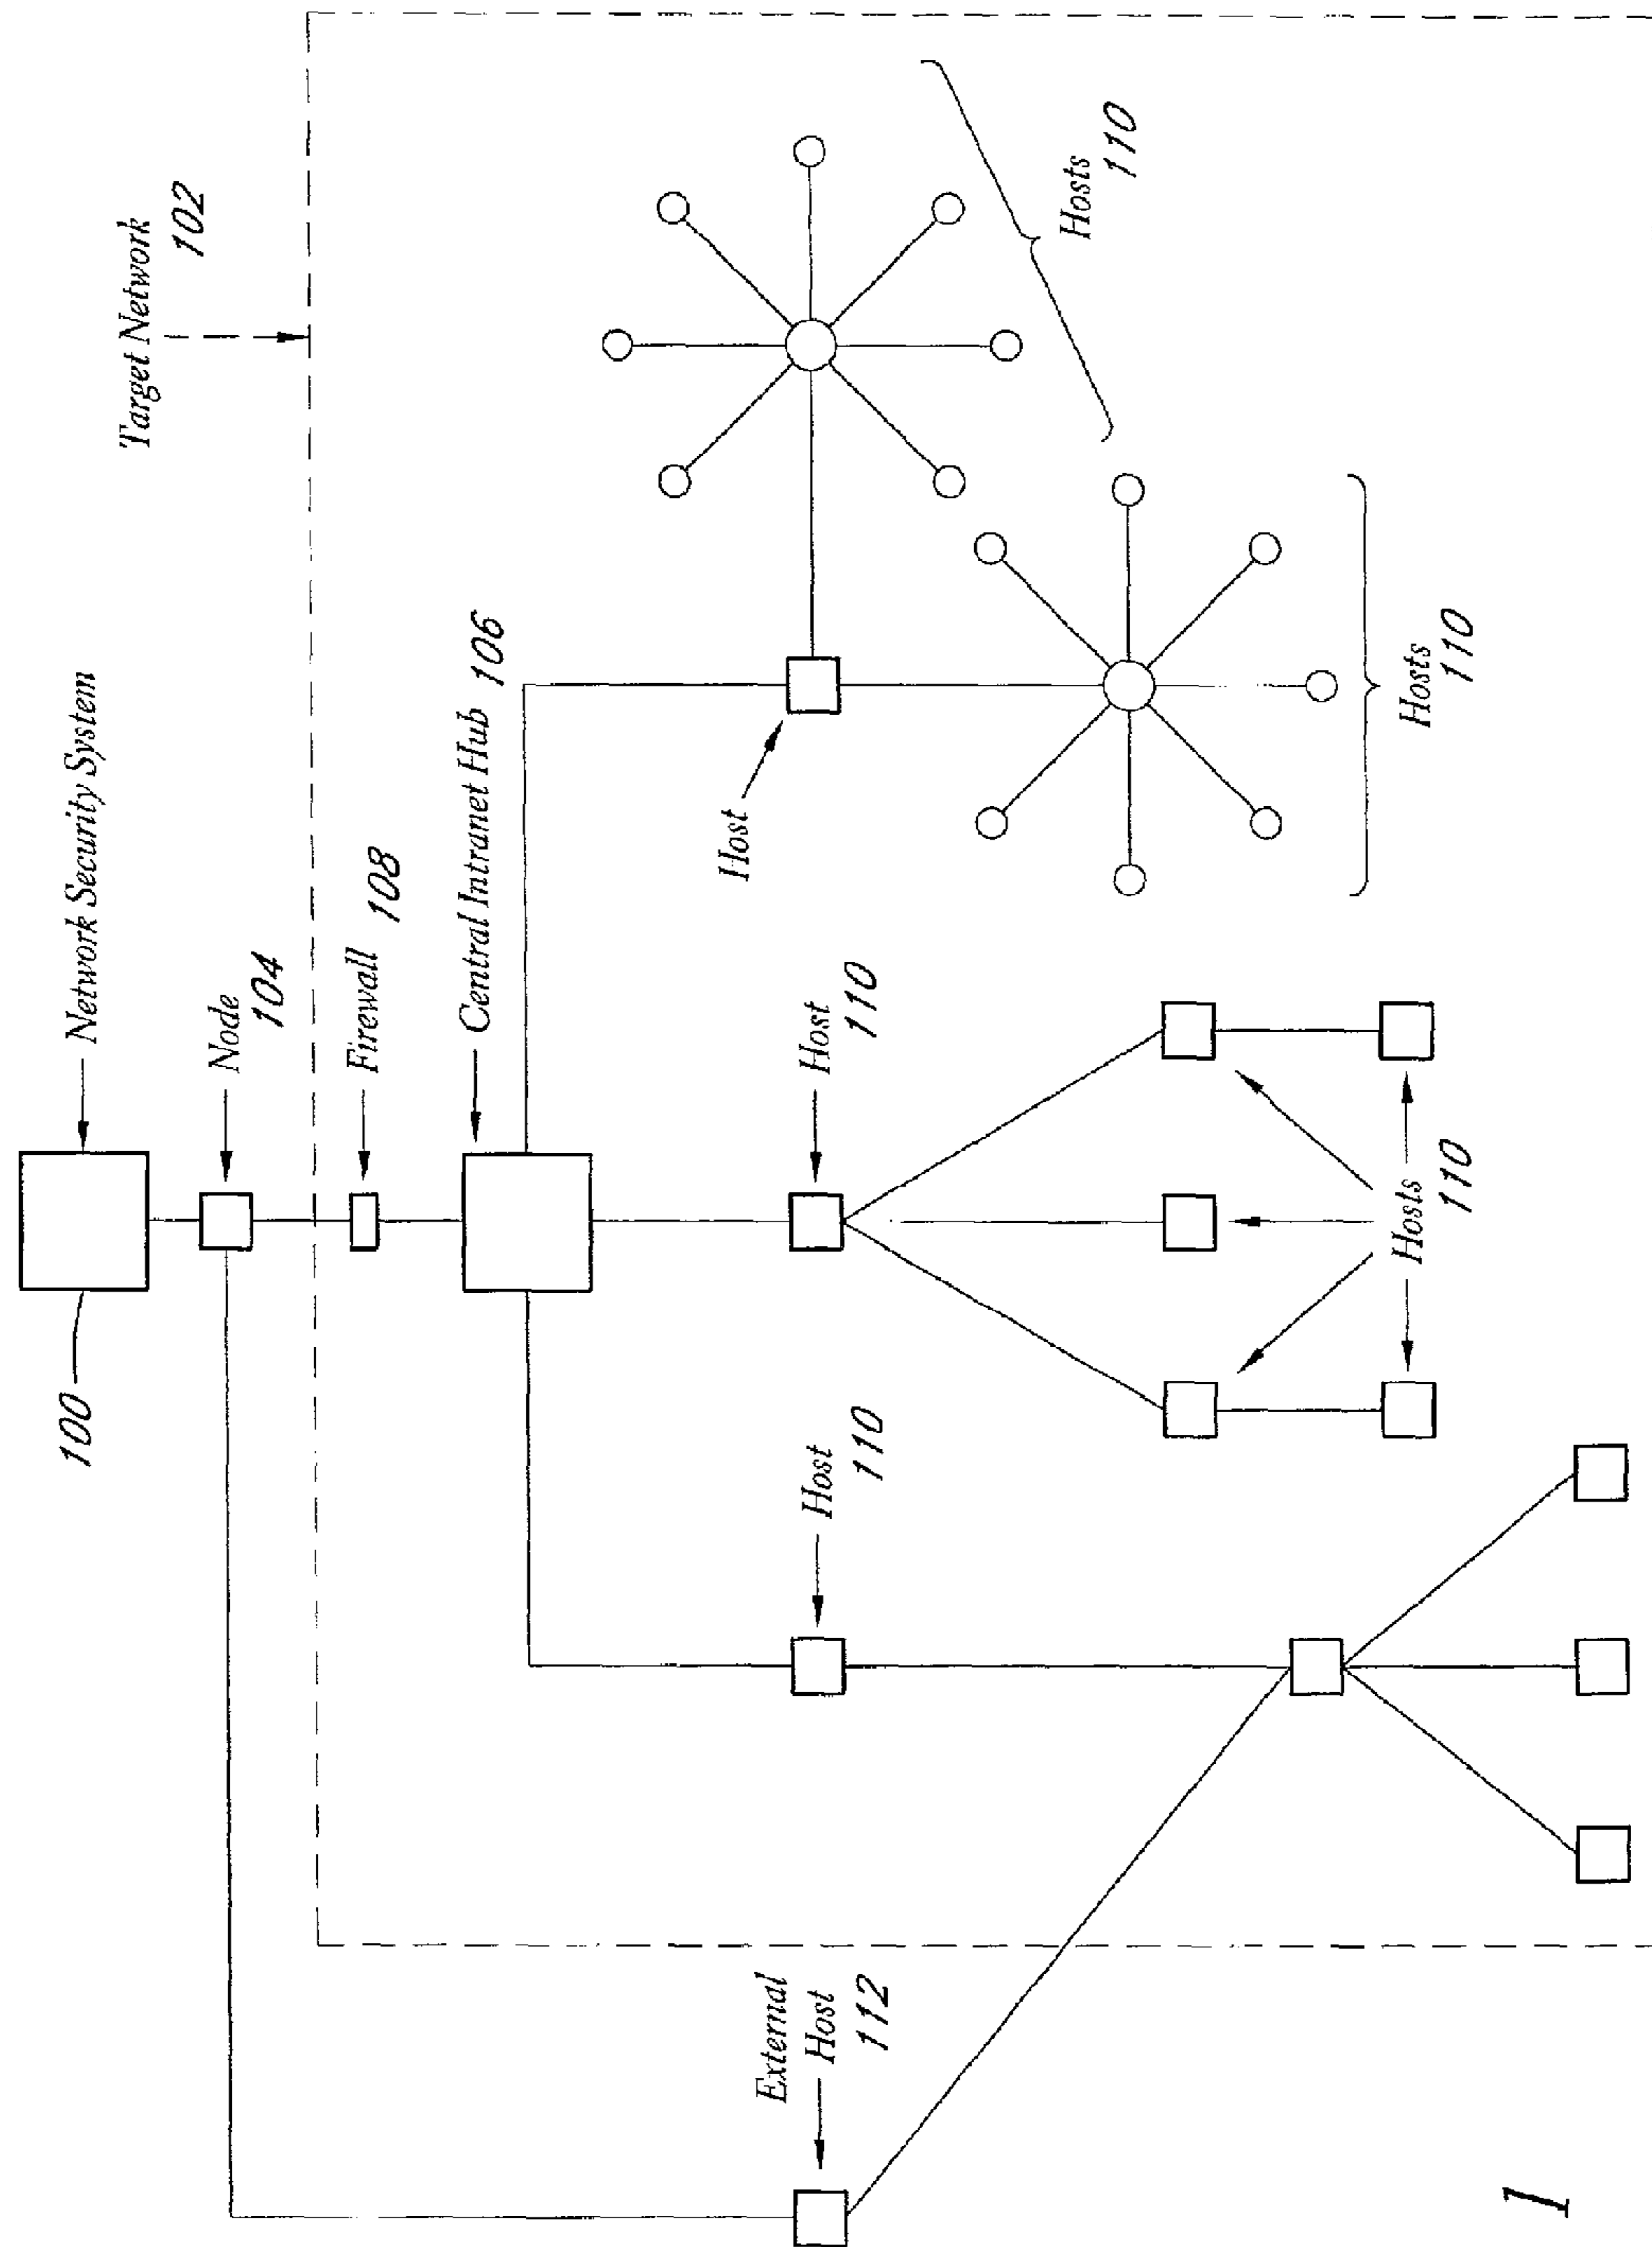 100
Network Security System
Node
104
Target Network
102
Firewall
108
Central Intranet Hub 106
External
Host
112
Host
110
Host
110
Host
Hosts
110
Hosts
110
Hosts
110
1